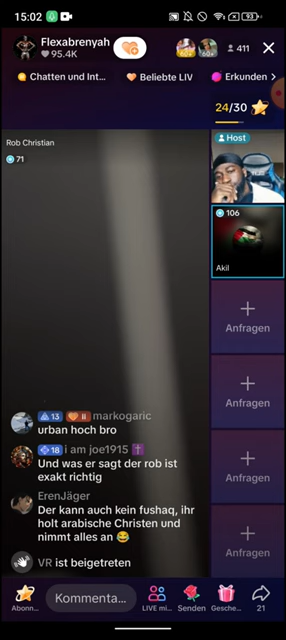 15:02
93%
Flexabrenyah
95.4K
411
Chatten und Int...
Beliebte LIV
Erkunden
24/30
Rob Christian
71
Host
106
Akil
Anfragen
Anfragen
Anfragen
Anfragen
Anfragen
13 II markogaric
urban hoch bro
18 i am joe1915
Und was er sagt der rob ist
exakt richtig
ErenJäger
Der kann auch kein fushaq, ihr
holt arabische Christen und
nimmt alles an
VR ist beigetreten
Abonn...
Kommenta...
LIVE mi...
Senden
Gesche...
21